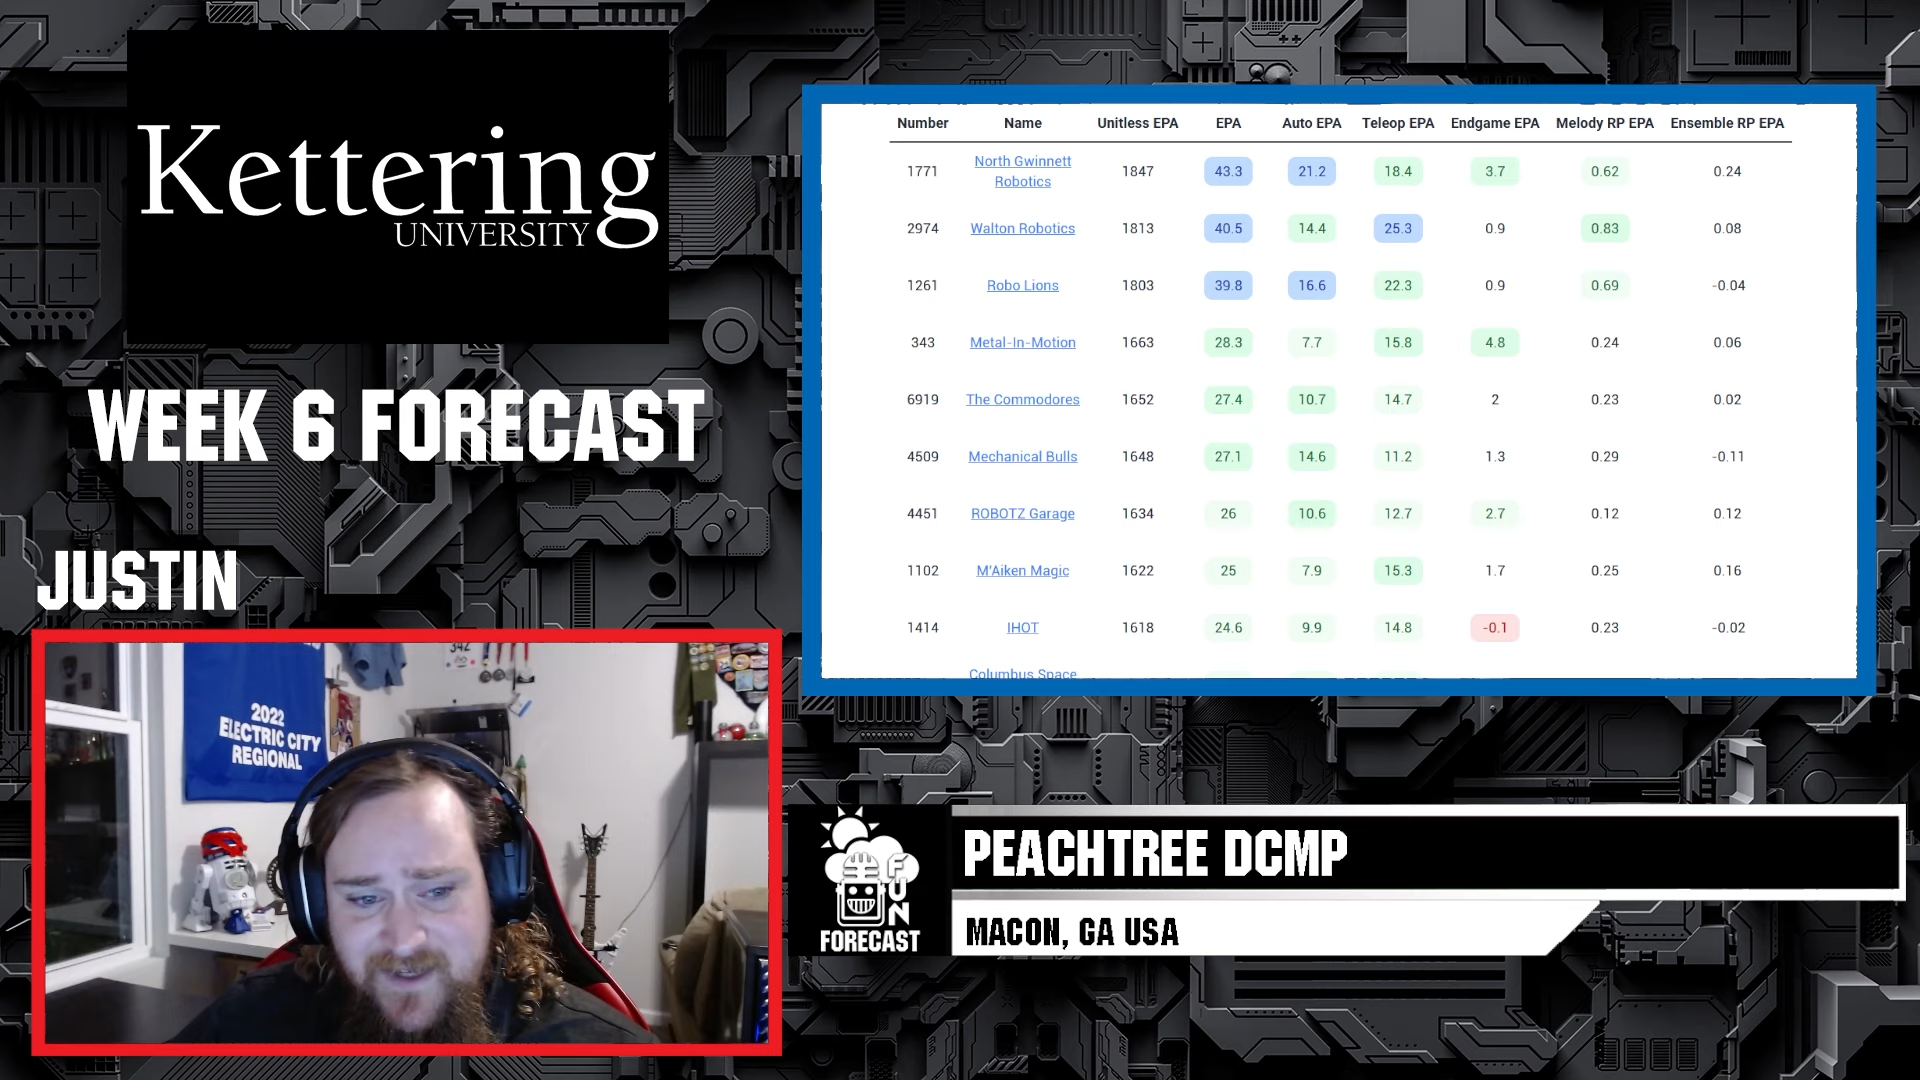 Kettering
UNIVERSITY
WEEK 6 FORECAST
JUSTIN
342
2022
ELECTRIC CITY
REGIONAL
Number Name Unitless EPA EPA Auto EPA Teleop EPA Endgame EPA Melody RP EPA Ensemble RP EPA
1771 North Gwinnett Robotics 1847 43.3 21.2 18.4 3.7 0.62 0.24
2974 Walton Robotics 1813 40.5 14.4 25.3 0.9 0.83 0.08
1261 Robo Lions 1803 39.8 16.6 22.3 0.9 0.69 -0.04
343 Metal-In-Motion 1663 28.3 7.7 15.8 4.8 0.24 0.06
6919 The Commodores 1652 27.4 10.7 14.7 2 0.23 0.02
4509 Mechanical Bulls 1648 27.1 14.6 11.2 1.3 0.29 -0.11
4451 ROBOTZ Garage 1634 26 10.6 12.7 2.7 0.12 0.12
1102 M'Aiken Magic 1622 25 7.9 15.3 1.7 0.25 0.16
1414 IHOT 1618 24.6 9.9 14.8 -0.1 0.23 -0.02
Columbus Space
FUN
FORECAST
PEACHTREE DCMP
MACON, GA USA